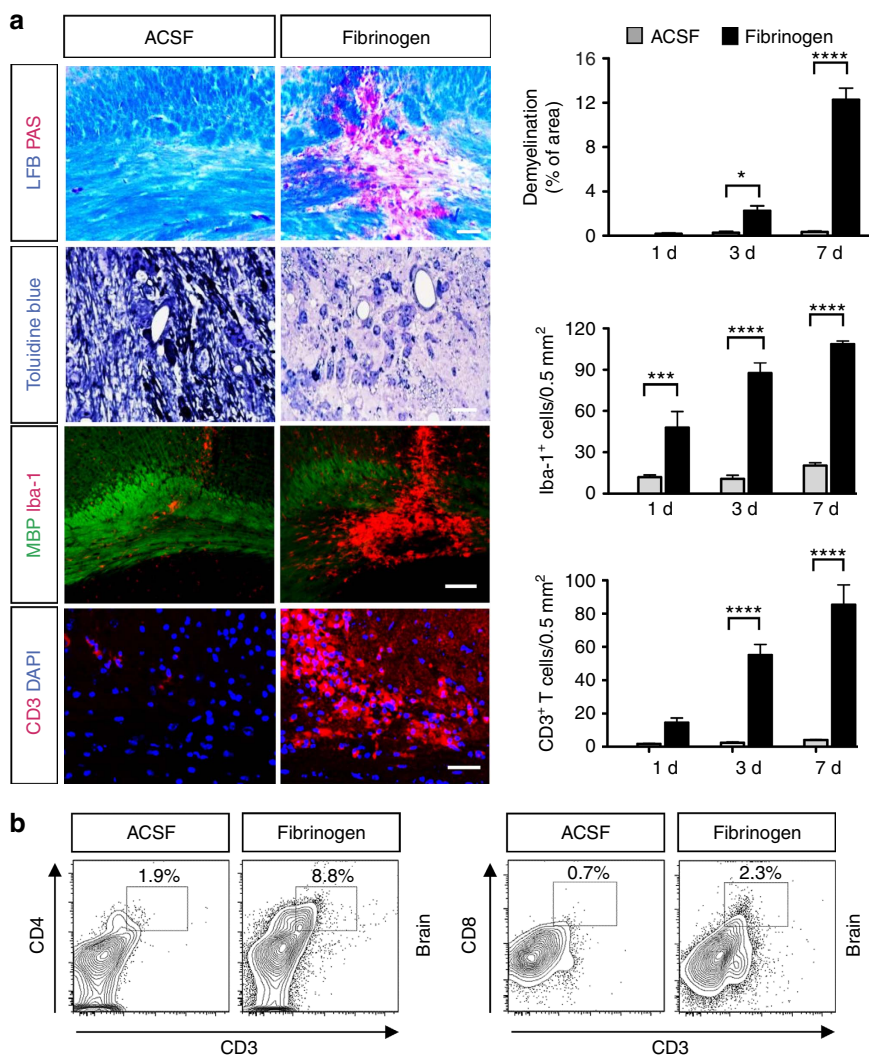 a
ACSF
Fibrinogen
LFB PAS
Toluidine blue
MBP Iba-1
CD3 DAPI
ACSF Fibrinogen
Demyelination
(% of area)
16
12
8
4
0
*
****
1 d 3 d 7 d
Iba-1⁺ cells/0.5 mm²
120
90
60
30
0
***
****
****
1 d 3 d 7 d
CD3⁺ T cells/0.5 mm²
100
80
60
40
20
0
****
****
1 d 3 d 7 d
b
ACSF
Fibrinogen
1.9%
8.8%
CD4
CD3
Brain
ACSF
Fibrinogen
0.7%
2.3%
CD8
CD3
Brain